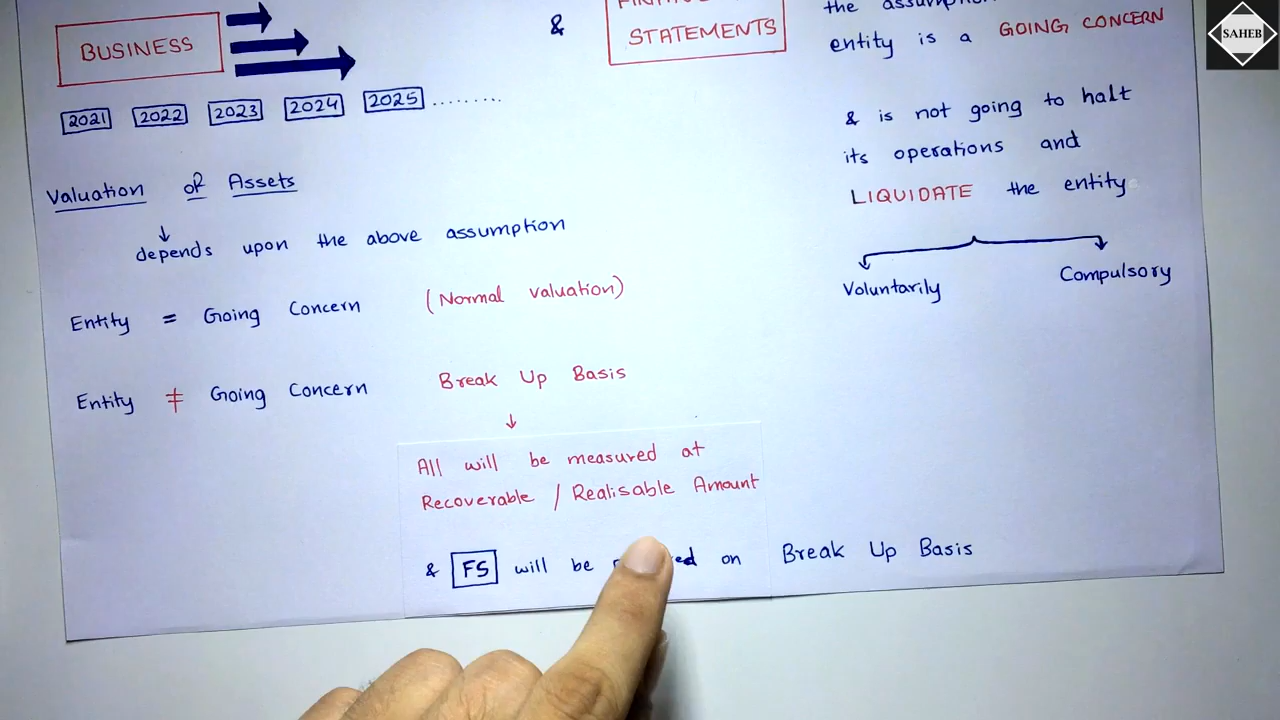 BUSINESS
&
STATEMENTS
2021 2022 2023 2024 2025 .........
Valuation of Assets
depends upon the above assumption
Entity = Going Concern (Normal valuation)
Entity ≠ Going Concern Break Up Basis
All will be measured at
Recoverable / Realisable Amount
& FS will be on Break Up Basis
the
entity is a GOING CONCERN
& is not going to halt
its operations and
LIQUIDATE the entity
Voluntarily Compulsory
SAHEB